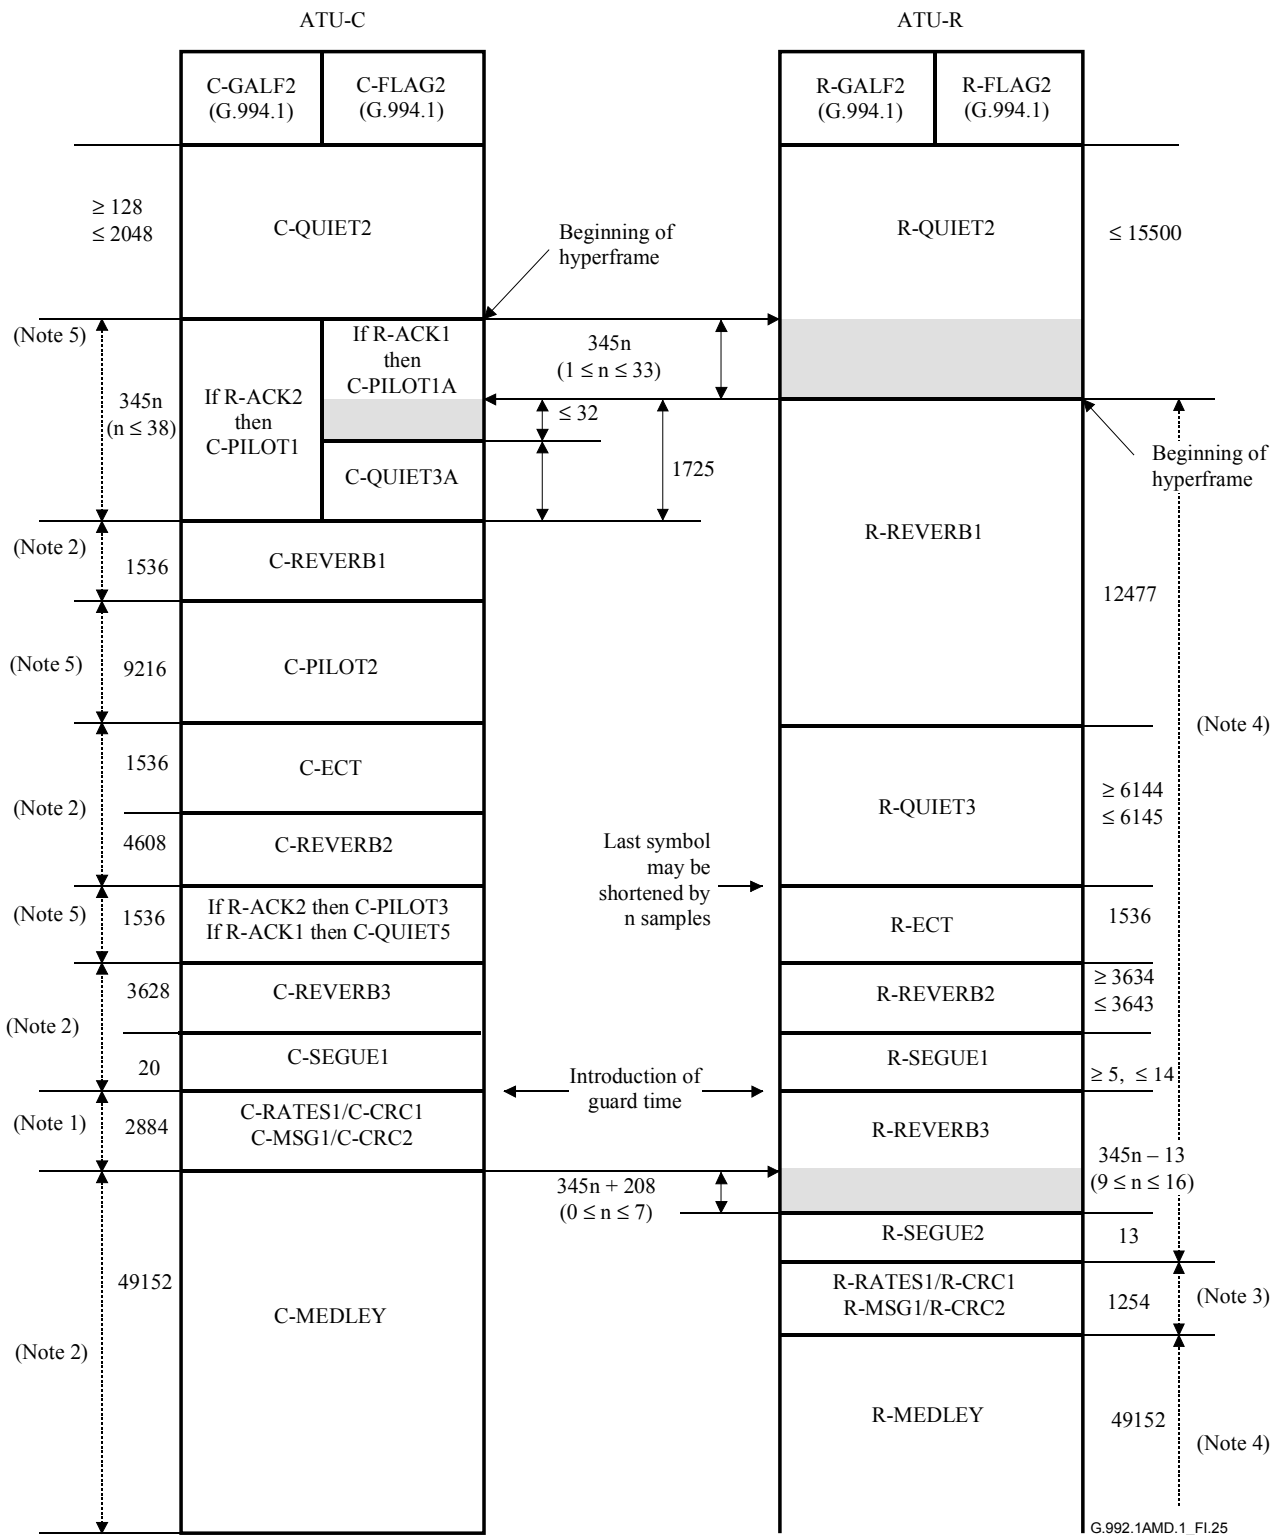 ATU-C
ATU-R
C-GALF2
(G.994.1)
C-FLAG2
(G.994.1)
R-GALF2
(G.994.1)
R-FLAG2
(G.994.1)
≥ 128
≤ 2048
C-QUIET2
Beginning of
hyperframe
R-QUIET2
≤ 15500
(Note 5)
345n
(n ≤ 38)
If R-ACK2
then
C-PILOT1
If R-ACK1
then
C-PILOT1A
345n
(1 ≤ n ≤ 33)
≤ 32
C-QUIET3A
1725
Beginning of
hyperframe
R-REVERB1
12477
(Note 2)
1536
C-REVERB1
(Note 5)
9216
C-PILOT2
(Note 4)
1536
C-ECT
(Note 2)
4608
C-REVERB2
R-QUIET3
≥ 6144
≤ 6145
Last symbol
may be
shortened by
n samples
(Note 5)
1536
If R-ACK2 then C-PILOT3
If R-ACK1 then C-QUIET5
R-ECT
1536
3628
C-REVERB3
R-REVERB2
≥ 3634
≤ 3643
(Note 2)
20
C-SEGUE1
R-SEGUE1
≥ 5, ≤ 14
Introduction of
guard time
(Note 1)
2884
C-RATES1/C-CRC1
C-MSG1/C-CRC2
R-REVERB3
345n – 13
(9 ≤ n ≤ 16)
345n + 208
(0 ≤ n ≤ 7)
R-SEGUE2
13
49152
C-MEDLEY
(Note 2)
R-RATES1/R-CRC1
R-MSG1/R-CRC2
1254
(Note 3)
R-MEDLEY
49152
(Note 4)
G.992.1AMD.1_FI.25